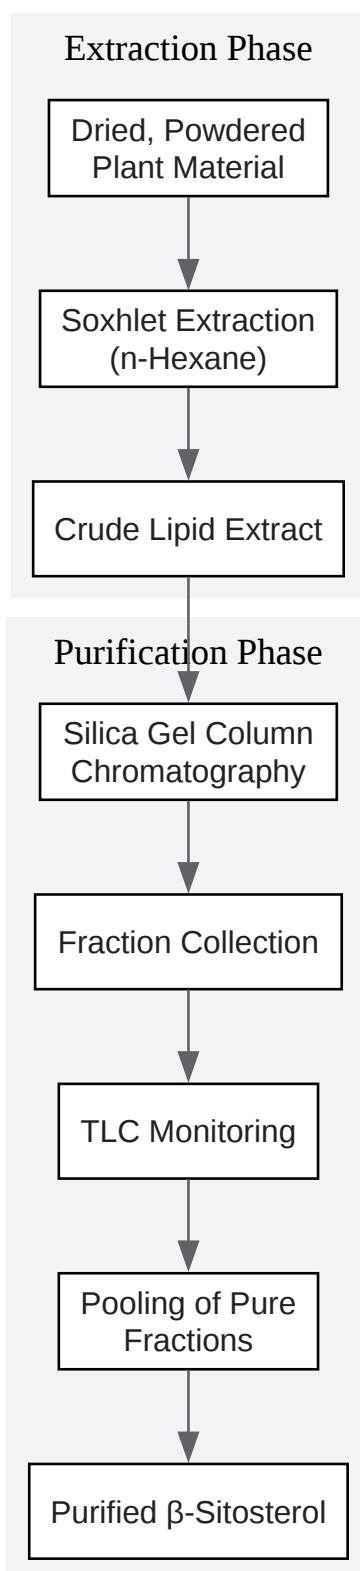 Extraction Phase
Dried, Powdered
Plant Material
Soxhlet Extraction
(n-Hexane)
Crude Lipid Extract
Purification Phase
Silica Gel Column
Chromatography
Fraction Collection
TLC Monitoring
Pooling of Pure
Fractions
Purified β-Sitosterol